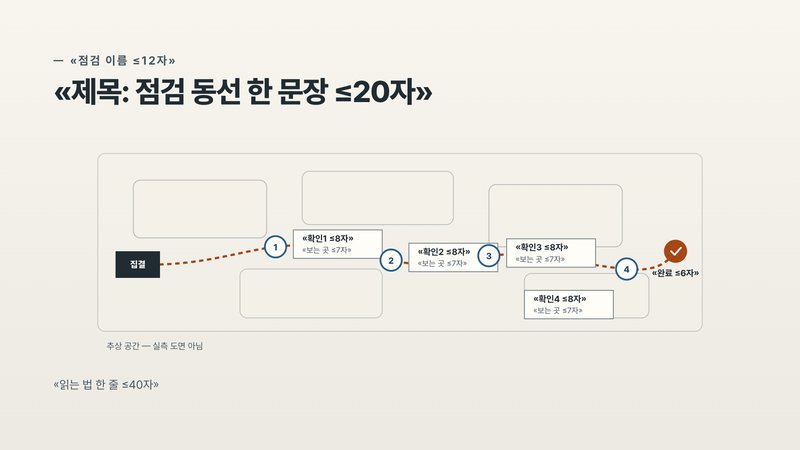 — «점검 이름 ≤12자»
«제목: 점검 동선 한 문장 ≤20자»
집결
1
«확인1 ≤8자»
«보는 곳 ≤7자»
2
«확인2 ≤8자»
«보는 곳 ≤7자»
3
«확인3 ≤8자»
«보는 곳 ≤7자»
4
«확인4 ≤8자»
«보는 곳 ≤7자»
«완료 ≤6자»
추상 공간 — 실측 도면 아님
«읽는 법 한 줄 ≤40자»